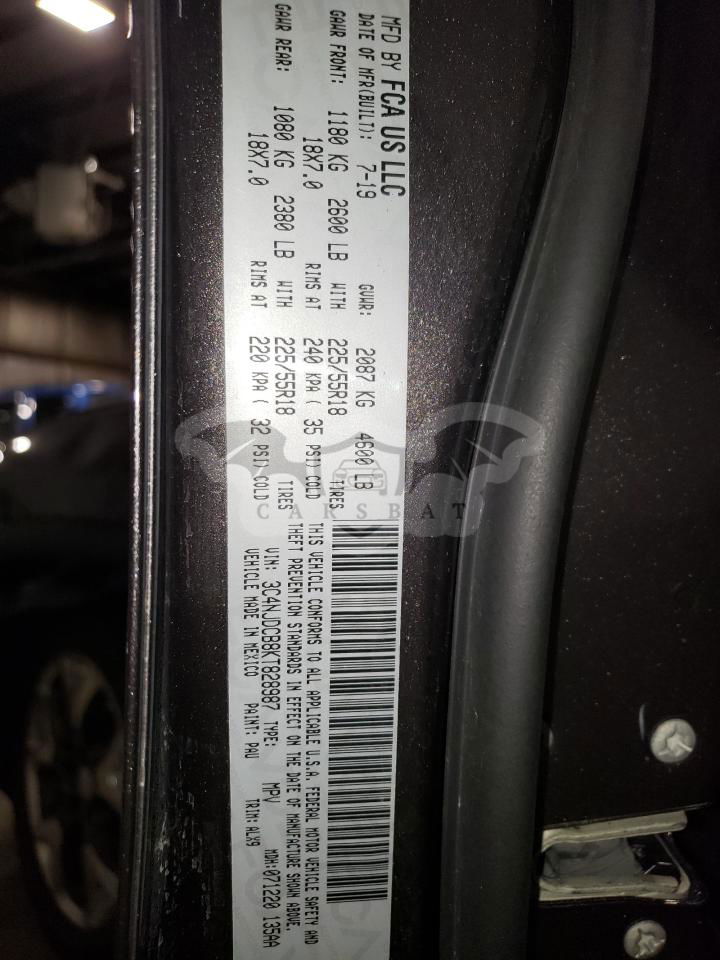 MFD BY FCA US LLC
DATE OF MFR(BUILT): 7-19 GVWR: 2087 KG 4600 LB
GAWR FRONT: 1180 KG 2600 LB WITH 225/55R18 TIRES
18X7.0 RIMS AT 240 KPA ( 35 PSI) COLD
GAWR REAR: 1080 KG 2380 LB WITH 225/55R18 TIRES
18X7.0 RIMS AT 220 KPA ( 32 PSI) COLD
THIS VEHICLE CONFORMS TO ALL APPLICABLE U.S.A. FEDERAL MOTOR VEHICLE SAFETY AND
THEFT PREVENTION STANDARDS IN EFFECT ON THE DATE OF MANUFACTURE SHOWN ABOVE.
VIN: 3C4NJDCB8KT828987 TYPE: MPV MDH:071220 135AA
VEHICLE MADE IN MEXICO PAINT: PAU TRIM: ALX9
CARSBAT